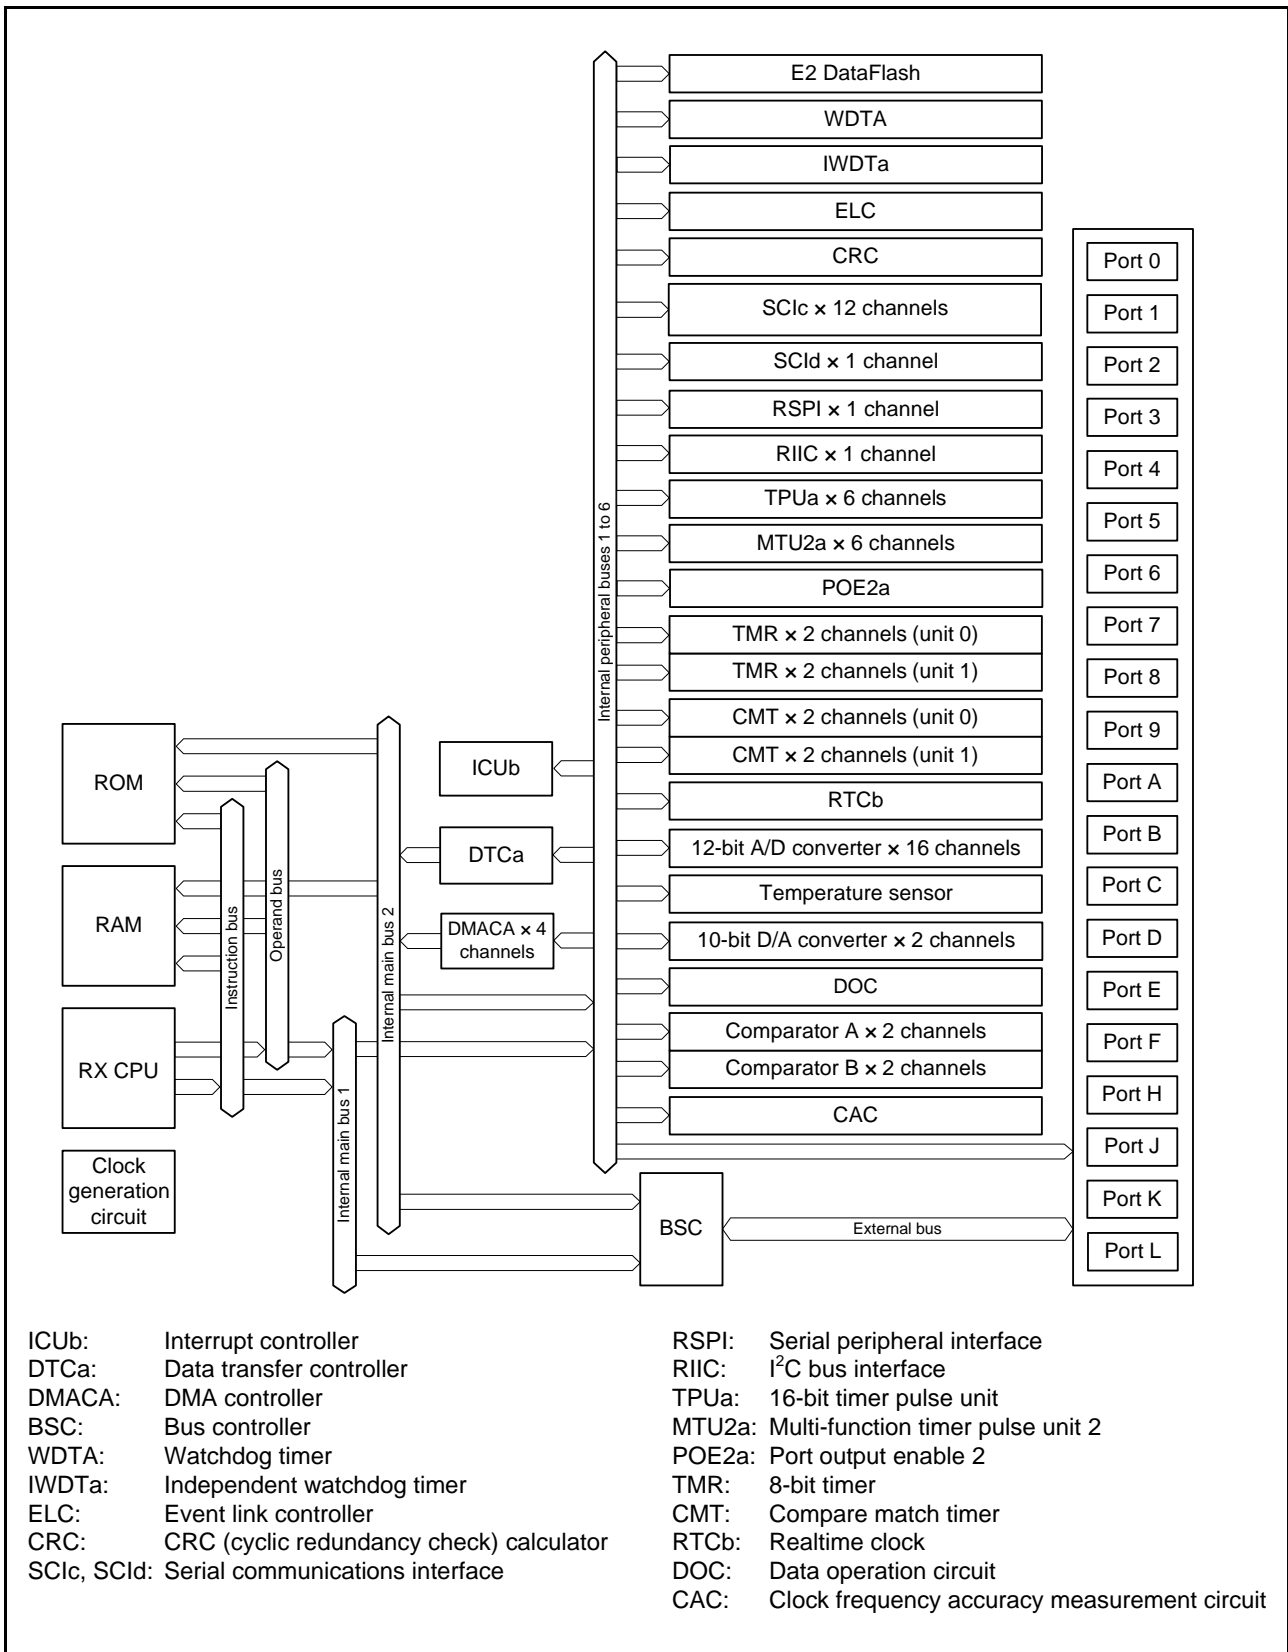 E2 DataFlash
WDTA
IWDTa
ELC
CRC
SCIc × 12 channels
SCId × 1 channel
RSPI × 1 channel
RIIC × 1 channel
TPUa × 6 channels
MTU2a × 6 channels
POE2a
TMR × 2 channels (unit 0)
TMR × 2 channels (unit 1)
CMT × 2 channels (unit 0)
CMT × 2 channels (unit 1)
RTCb
12-bit A/D converter × 16 channels
Temperature sensor
10-bit D/A converter × 2 channels
DOC
Comparator A × 2 channels
Comparator B × 2 channels
CAC
Internal peripheral buses 1 to 6
Port 0
Port 1
Port 2
Port 3
Port 4
Port 5
Port 6
Port 7
Port 8
Port 9
Port A
Port B
Port C
Port D
Port E
Port F
Port H
Port J
Port K
Port L
ROM
RAM
RX CPU
Clock
generation
circuit
Instruction bus
Operand bus
Internal main bus 1
Internal main bus 2
ICUb
DTCa
DMACA × 4
channels
BSC
External bus
ICUb: Interrupt controller
DTCa: Data transfer controller
DMACA: DMA controller
BSC: Bus controller
WDTA: Watchdog timer
IWDTa: Independent watchdog timer
ELC: Event link controller
CRC: CRC (cyclic redundancy check) calculator
SCIc, SCId: Serial communications interface
RSPI: Serial peripheral interface
RIIC: I²C bus interface
TPUa: 16-bit timer pulse unit
MTU2a: Multi-function timer pulse unit 2
POE2a: Port output enable 2
TMR: 8-bit timer
CMT: Compare match timer
RTCb: Realtime clock
DOC: Data operation circuit
CAC: Clock frequency accuracy measurement circuit